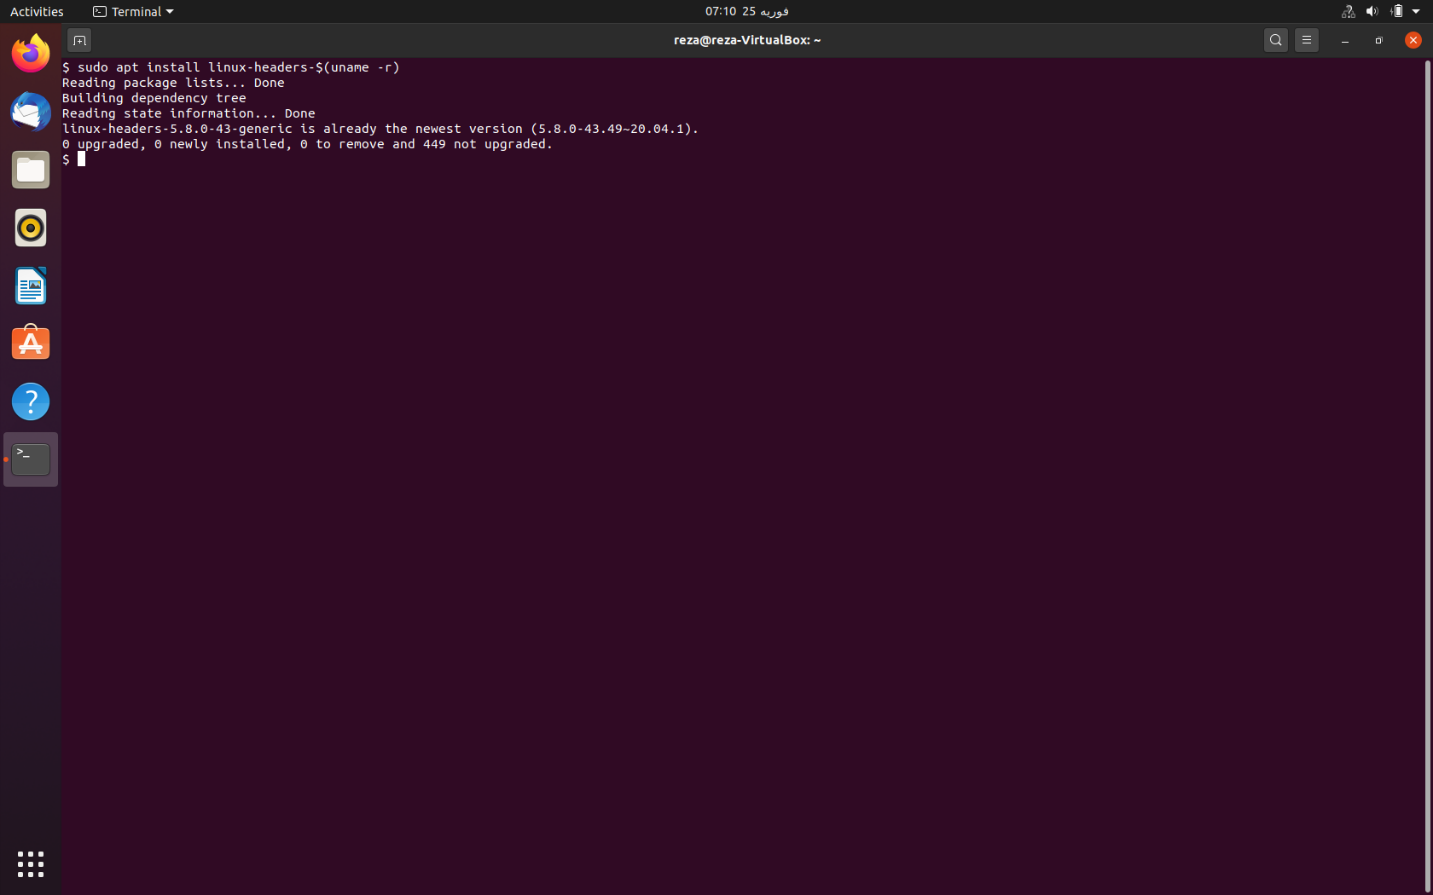 Activities
Terminal
07:10 25 فوریه
reza@reza-VirtualBox: ~
$ sudo apt install linux-headers-$(uname -r)
Reading package lists... Done
Building dependency tree
Reading state information... Done
linux-headers-5.8.0-43-generic is already the newest version (5.8.0-43.49~20.04.1).
0 upgraded, 0 newly installed, 0 to remove and 449 not upgraded.
$